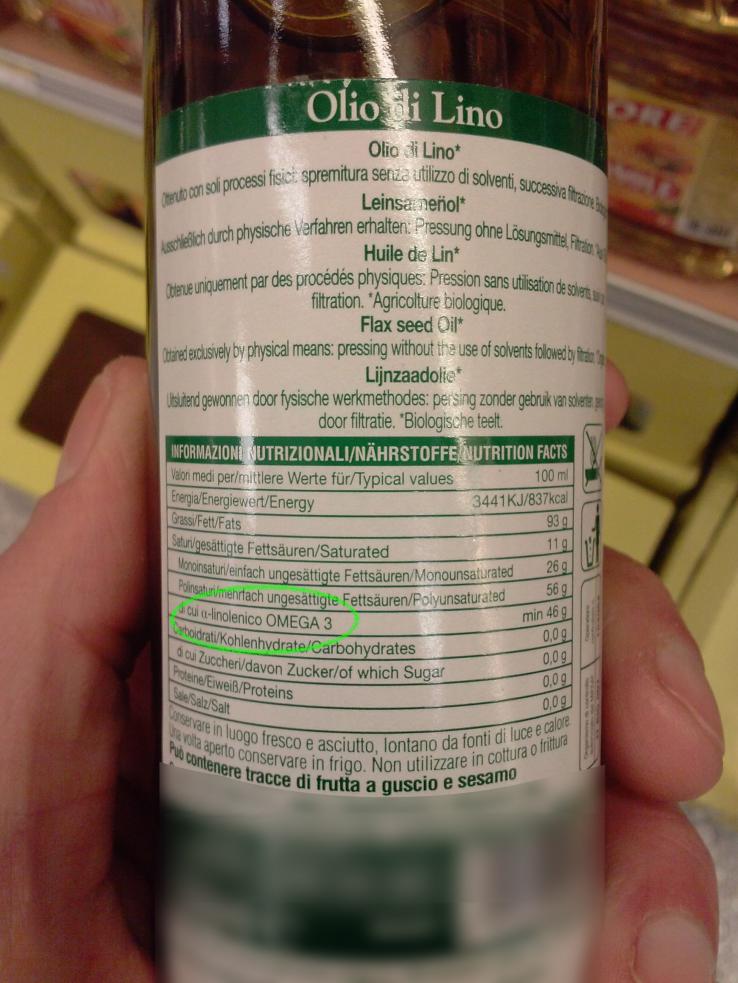 Olio di Lino
Olio di Lino*
Ottenuto con soli processi fisici: spremitura senza utilizzo di solventi, successiva filtrazione.
Leinsameñol*
Ausschließlich durch physische Verfahren erhalten: Pressung ohne Lösungsmittel, Filtration.
Huile de Lin*
Obtenue uniquement par des procédés physiques: Pression sans utilisation de solvents,
filtration. *Agricolture biologique.
Flax seed Oil*
Obtained exclusively by physical means: pressing without the use of solvents followed by filtration
Lijnzaadolie*
Uitsluitend gewonnen door fysische werkmethodes: persing zonder gebruik van solventen,
door filtratie. *Biologische teelt.
INFORMAZIONI NUTRIZIONALI/NÄHRSTOFFE/NUTRITION FACTS
Valori medi per/mittlere Werte für/Typical values 100 ml
Energia/Energiewert/Energy 3441KJ/837kcal
Grassi/Fett/Fats 93 g
Saturi/gesättigte Fettsäuren/Saturated 11 g
Monoinsaturi/einfach ungesättigte Fettsäuren/Monounsaturated 26 g
Polinsaturi/mehrfach ungesättigte Fettsäuren/Polyunsaturated 56 g
di cui α-linolenico OMEGA 3 min 46 g
Carboidrati/Kohlenhydrate/Carbohydrates 0,0 g
di cui Zuccheri/davon Zucker/of which Sugar 0,0 g
Proteine/Eiweiß/Proteins 0,0 g
Sale/Salz/Salt 0,0 g
Conservare in luogo fresco e asciutto, lontano da fonti di luce e calore.
Una volta aperto conservare in frigo. Non utilizzare in cottura o frittura
Può contenere tracce di frutta a guscio e sesamo